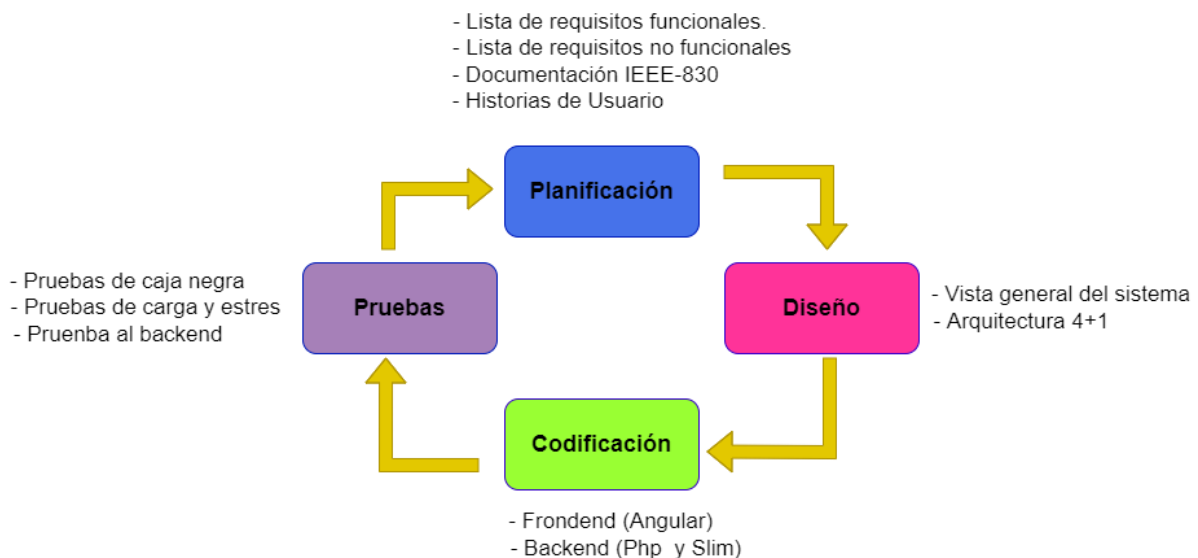 - Lista de requisitos funcionales.
- Lista de requisitos no funcionales
- Documentación IEEE-830
- Historias de Usuario
Planificación
- Pruebas de caja negra
- Pruebas de carga y estres
- Pruenba al backend
Pruebas
Diseño
- Vista general del sistema
- Arquitectura 4+1
Codificación
- Frondend (Angular)
- Backend (Php y Slim)